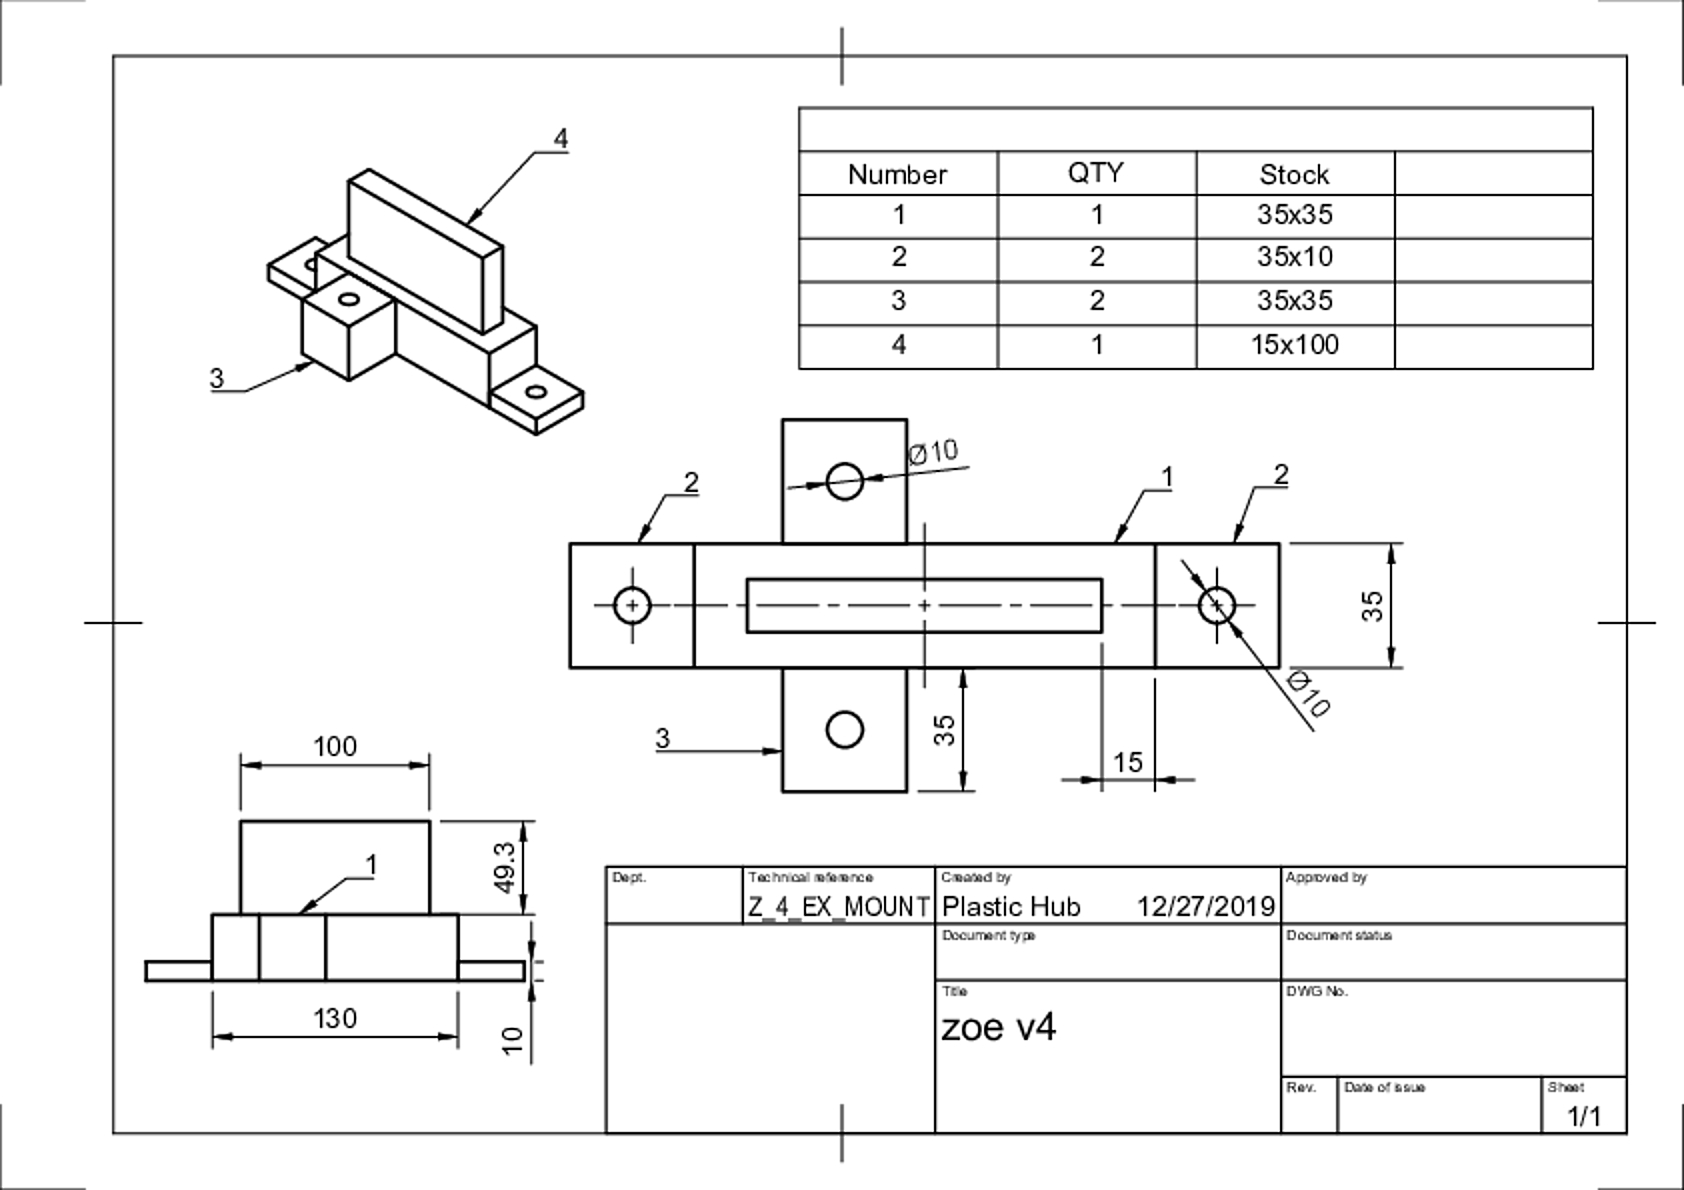 4
3
Number QTY Stock
1 1 35x35
2 2 35x10
3 2 35x35
4 1 15x100
Ø10
2
1
2
35
Ø10
3
35
15
100
1
49.3
130
10
Dept.
Technical reference
Z_4_EX_MOUNT
Created by
Plastic Hub 12/27/2019
Approved by
Document type
Document status
Title
zoe v4
DWG No.
Rev.
Date of issue
Sheet
1/1